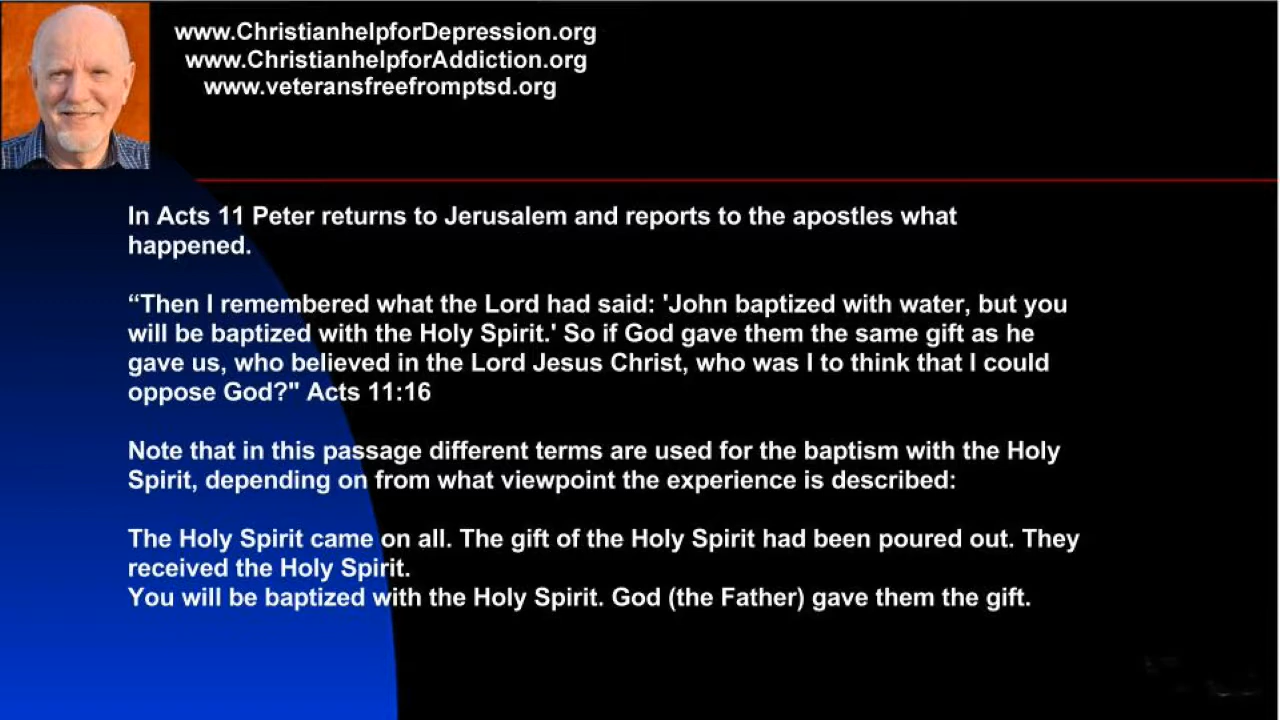 www.ChristianhelpforDepression.org
www.ChristianhelpforAddiction.org
www.veteransfreefromptsd.org
In Acts 11 Peter returns to Jerusalem and reports to the apostles what
happened.
“Then I remembered what the Lord had said: 'John baptized with water, but you
will be baptized with the Holy Spirit.' So if God gave them the same gift as he
gave us, who believed in the Lord Jesus Christ, who was I to think that I could
oppose God?" Acts 11:16
Note that in this passage different terms are used for the baptism with the Holy
Spirit, depending on from what viewpoint the experience is described:
The Holy Spirit came on all. The gift of the Holy Spirit had been poured out. They
received the Holy Spirit.
You will be baptized with the Holy Spirit. God (the Father) gave them the gift.